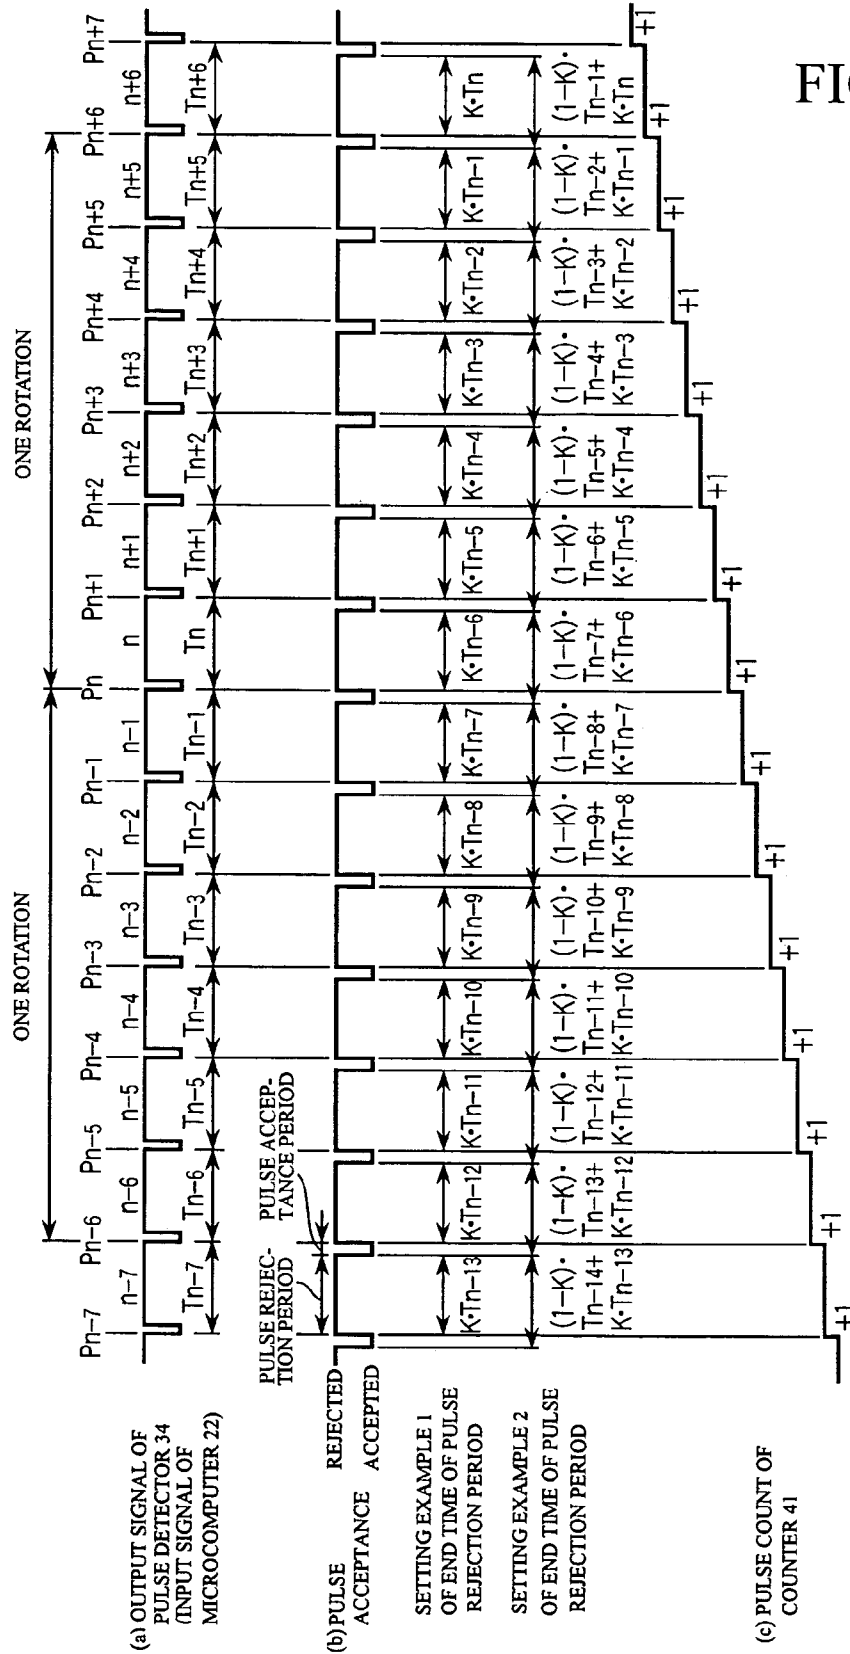 FIG
ONE ROTATION
ONE ROTATION
Pn−7 Pn−6 Pn−5 Pn−4 Pn−3 Pn−2 Pn−1 Pn Pn+1 Pn+2 Pn+3 Pn+4 Pn+5 Pn+6 Pn+7
n−7 n−6 n−5 n−4 n−3 n−2 n−1 n n+1 n+2 n+3 n+4 n+5 n+6
(a) OUTPUT SIGNAL OF
PULSE DETECTOR 34
(INPUT SIGNAL OF
MICROCOMPUTER 22)
Tn−7 Tn−6 Tn−5 Tn−4 Tn−3 Tn−2 Tn−1 Tn Tn+1 Tn+2 Tn+3 Tn+4 Tn+5 Tn+6
PULSE REJEC-
TION PERIOD
PULSE ACCEP-
TANCE PERIOD
(b) PULSE
ACCEPTANCE
REJECTED
ACCEPTED
SETTING EXAMPLE 1
OF END TIME OF PULSE
REJECTION PERIOD
K•Tn−13 K•Tn−12 K•Tn−11 K•Tn−10 K•Tn−9 K•Tn−8 K•Tn−7 K•Tn−6 K•Tn−5 K•Tn−4 K•Tn−3 K•Tn−2 K•Tn−1 K•Tn
SETTING EXAMPLE 2
OF END TIME OF PULSE
REJECTION PERIOD
(1−K)• (1−K)• (1−K)• (1−K)• (1−K)• (1−K)• (1−K)• (1−K)• (1−K)• (1−K)• (1−K)• (1−K)• (1−K)• (1−K)•
Tn−14+ Tn−13+ Tn−12+ Tn−11+ Tn−10+ Tn−9+ Tn−8+ Tn−7+ Tn−6+ Tn−5+ Tn−4+ Tn−3+ Tn−2+ Tn−1+
K•Tn−13 K•Tn−12 K•Tn−11 K•Tn−10 K•Tn−9 K•Tn−8 K•Tn−7 K•Tn−6 K•Tn−5 K•Tn−4 K•Tn−3 K•Tn−2 K•Tn−1 K•Tn
(c) PULSE COUNT OF
COUNTER 41
+1 +1 +1 +1 +1 +1 +1 +1 +1 +1 +1 +1 +1 +1 +1